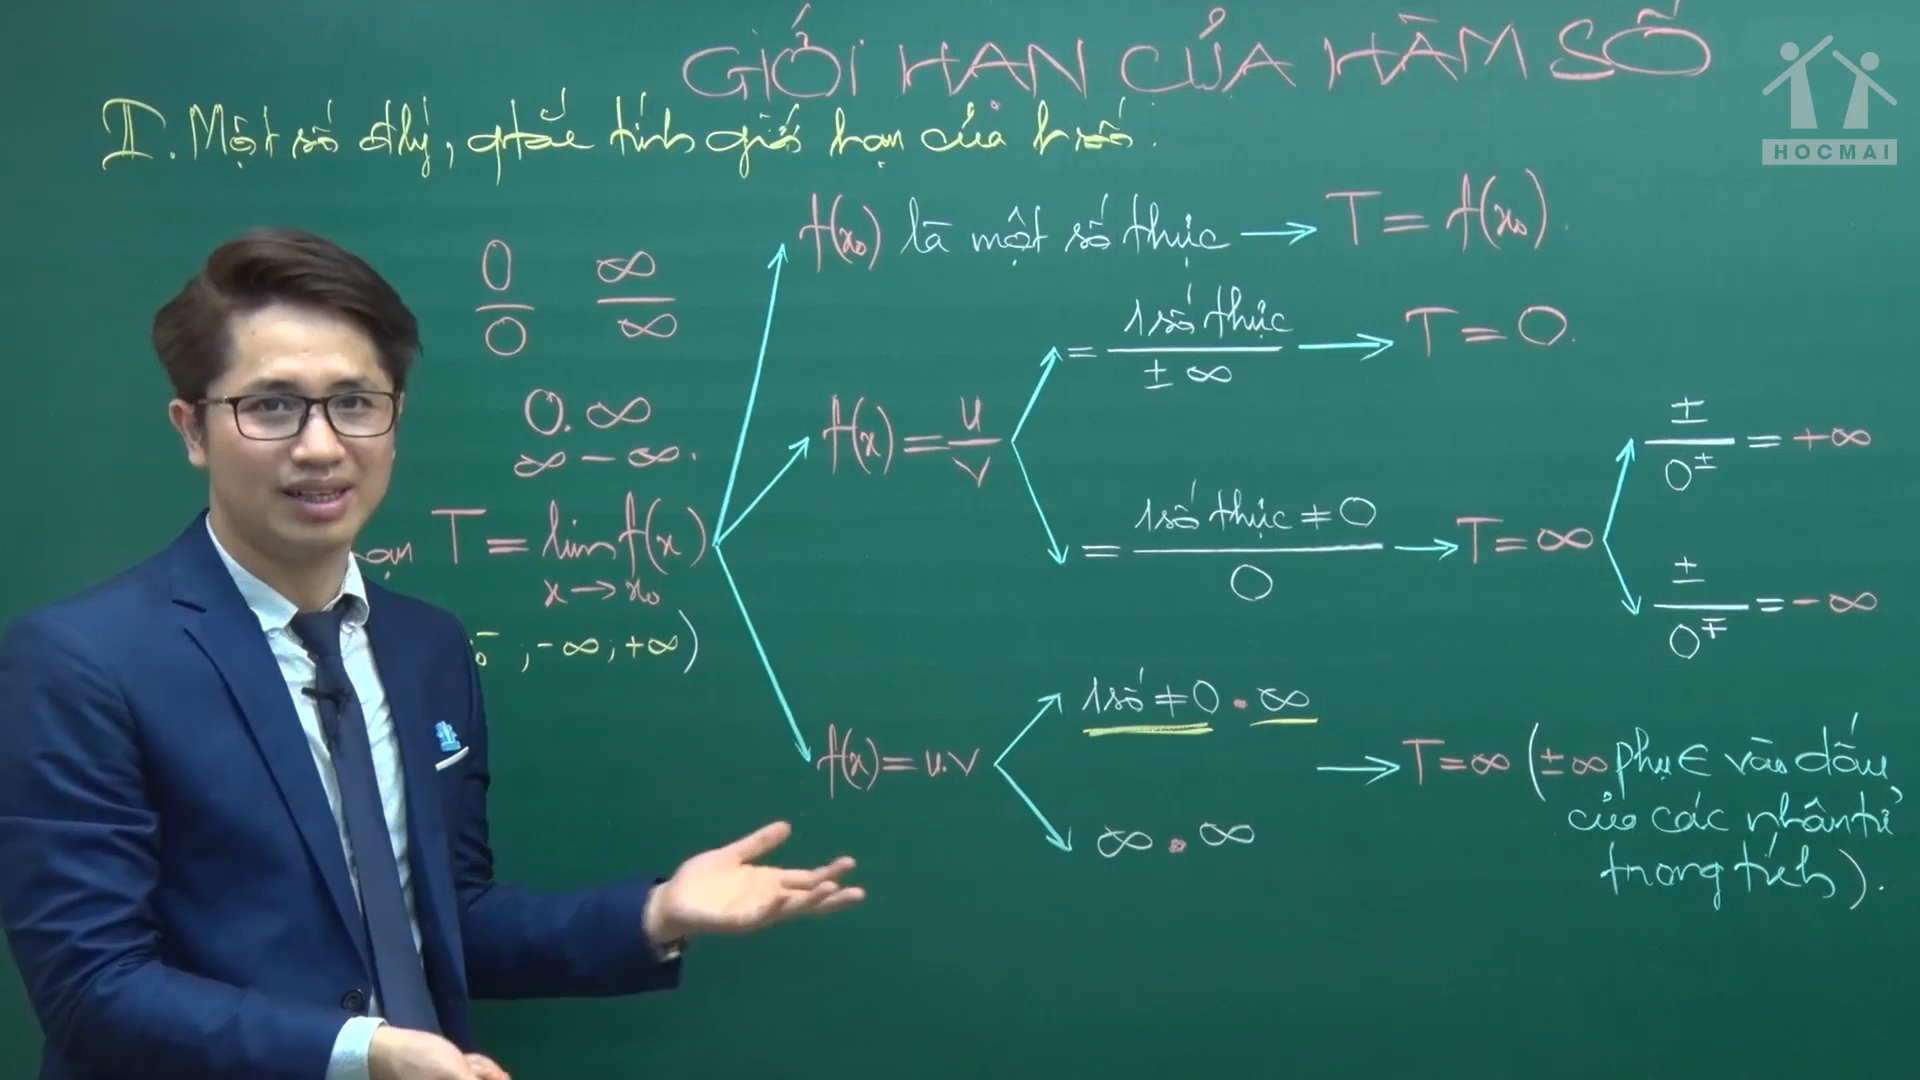 GIỚI HẠN CỦA HÀM SỐ
HOCMAI
I. Một số đlý, qtắc tính giới hạn của h số:
0/0 ∞/∞
0.∞
∞ - ∞.
ạn T = lim f(x)
x → x₀
₀⁻ ; -∞; +∞)
f(x₀) là một số thực → T = f(x₀).
f(x) = u/v
= 1 số thực / ±∞ → T = 0.
= 1 số thực ≠ 0 / 0 → T = ∞
± / 0^± = +∞
± / 0^∓ = -∞
f(x) = u.v
1 số ≠ 0 . ∞
∞ . ∞
→ T = ∞ (±∞ phụ ∈ vào dấu
của các nhân tử
trong tích).